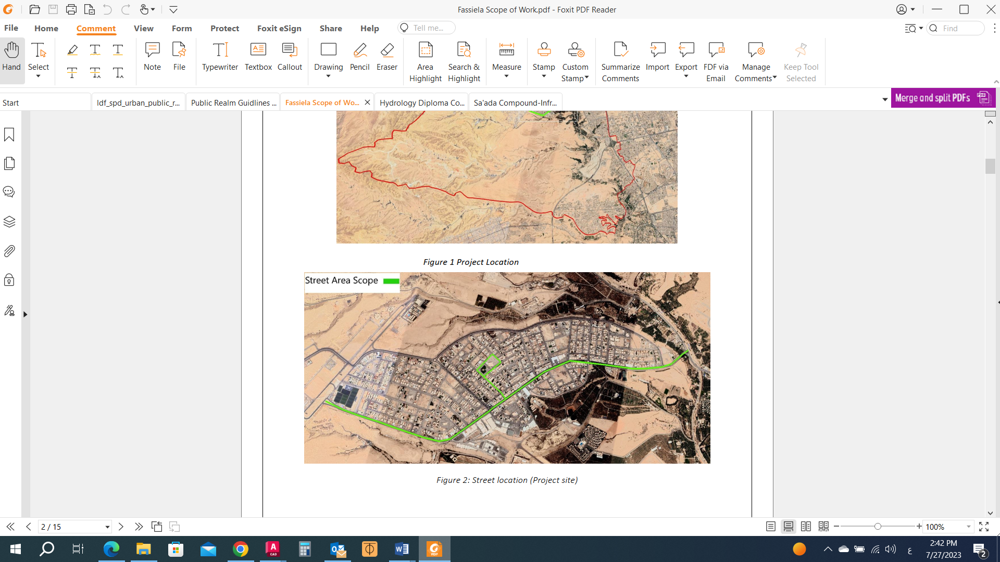 Fassiela Scope of Work.pdf - Foxit PDF Reader
File Home Comment View Form Protect Foxit eSign Share Help Tell me... Find
Hand Select Note File Typewriter Textbox Callout Drawing Pencil Eraser Area Highlight Search & Highlight Measure Stamp Custom Stamp Summarize Comments Import Export FDF via Email Manage Comments Keep Tool Selected
Start ldf_spd_urban_public_r... Public Realm Guidlines ... Fassiela Scope of Wo... Hydrology Diploma Co... Sa'ada Compound-Infr... Merge and split PDFs
Figure 1 Project Location
Street Area Scope
Figure 2: Street location (Project site)
2 / 15 100%
2:42 PM
ع
7/27/2023
2